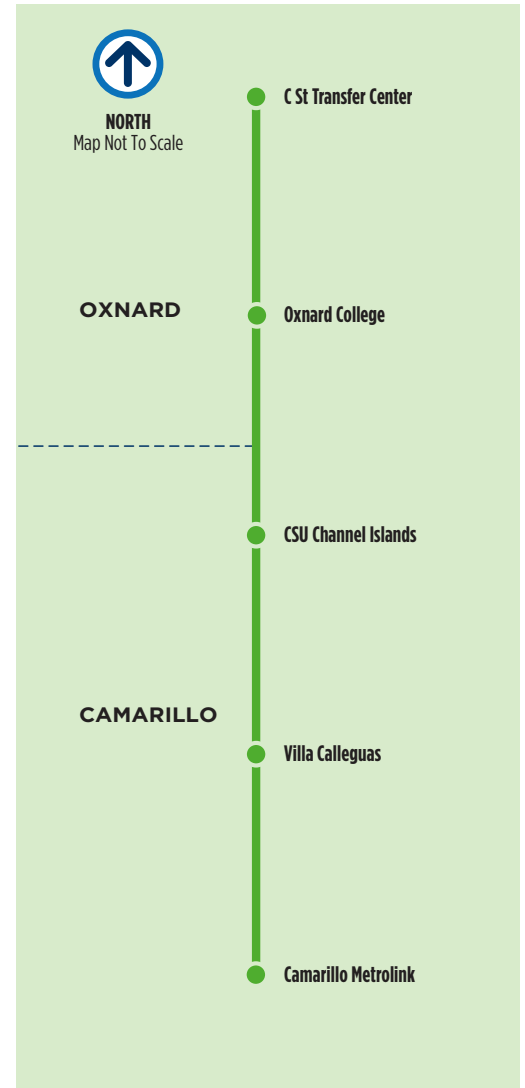 C St Transfer Center
NORTH
Map Not To Scale
OXNARD
Oxnard College
CSU Channel Islands
CAMARILLO
Villa Calleguas
Camarillo Metrolink